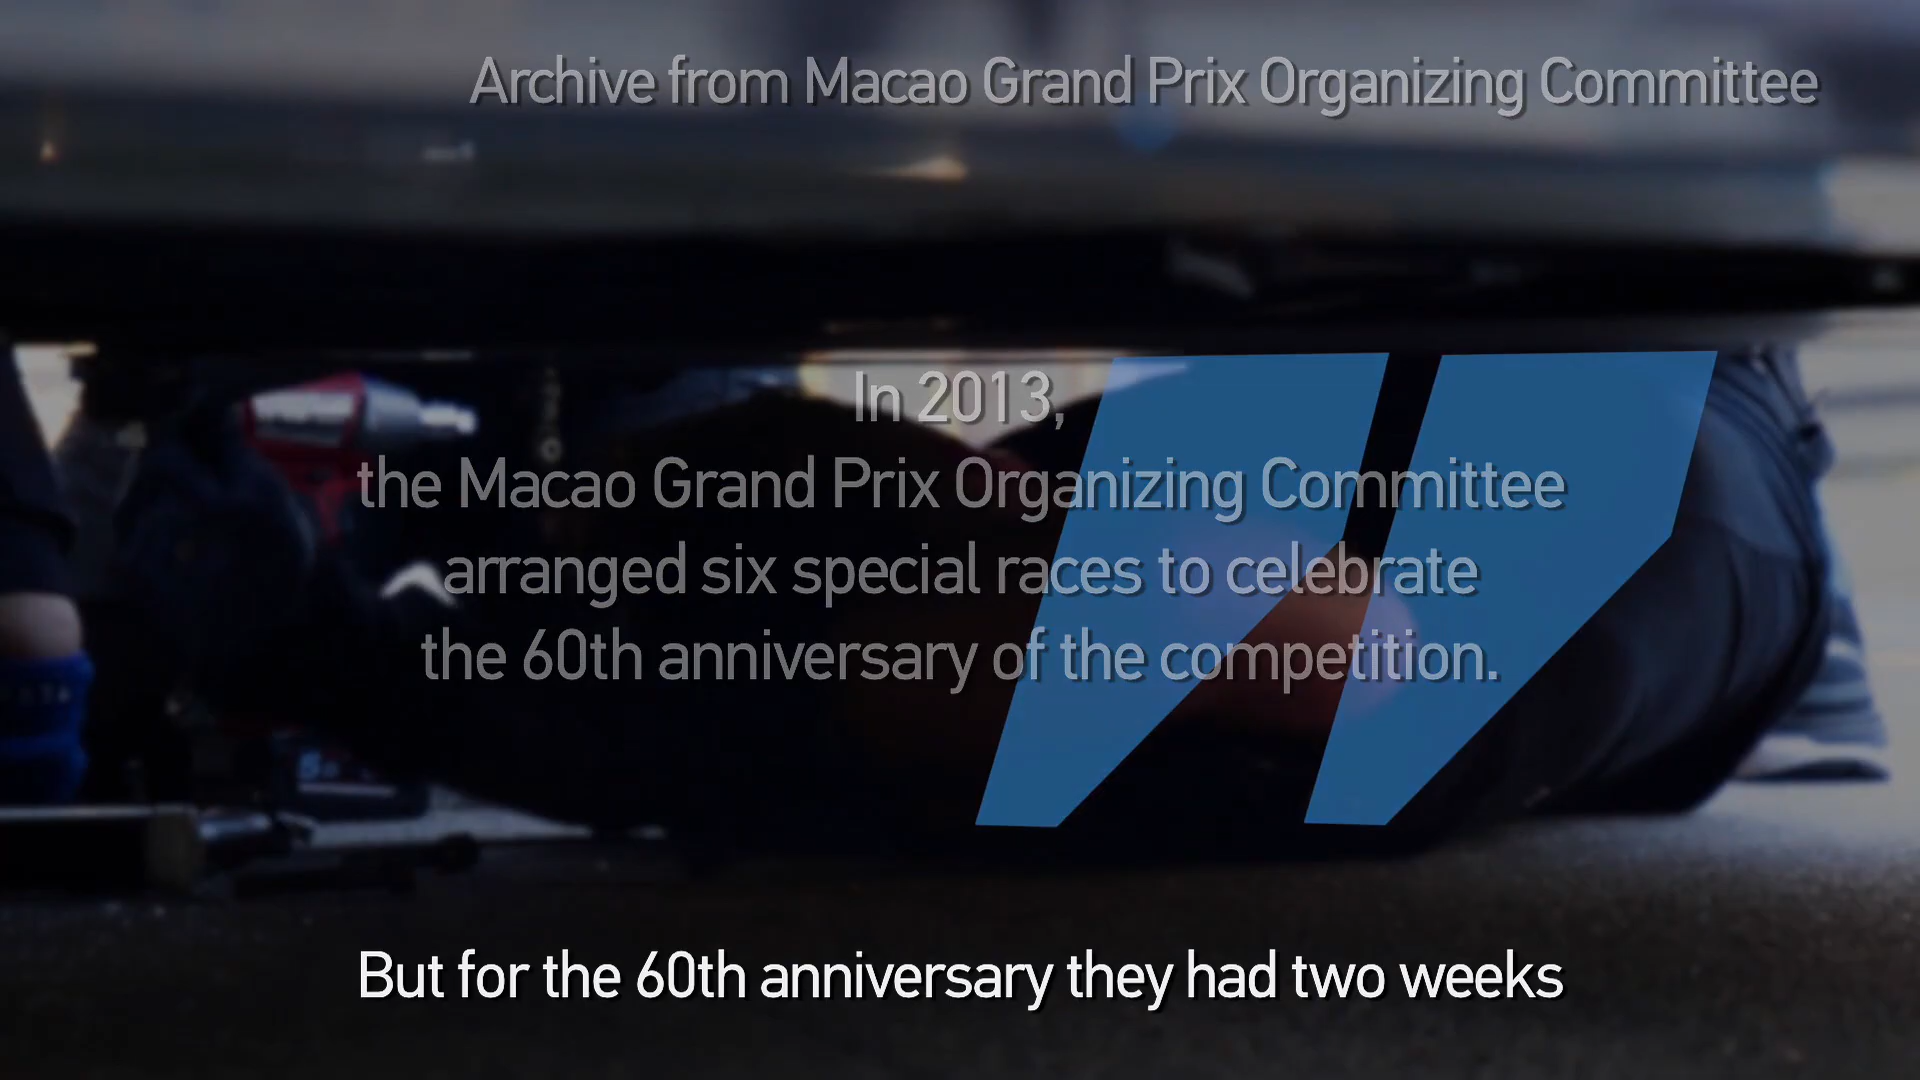 Archive from Macao Grand Prix Organizing Committee
In 2013,
the Macao Grand Prix Organizing Committee
arranged six special races to celebrate
the 60th anniversary of the competition.
But for the 60th anniversary they had two weeks